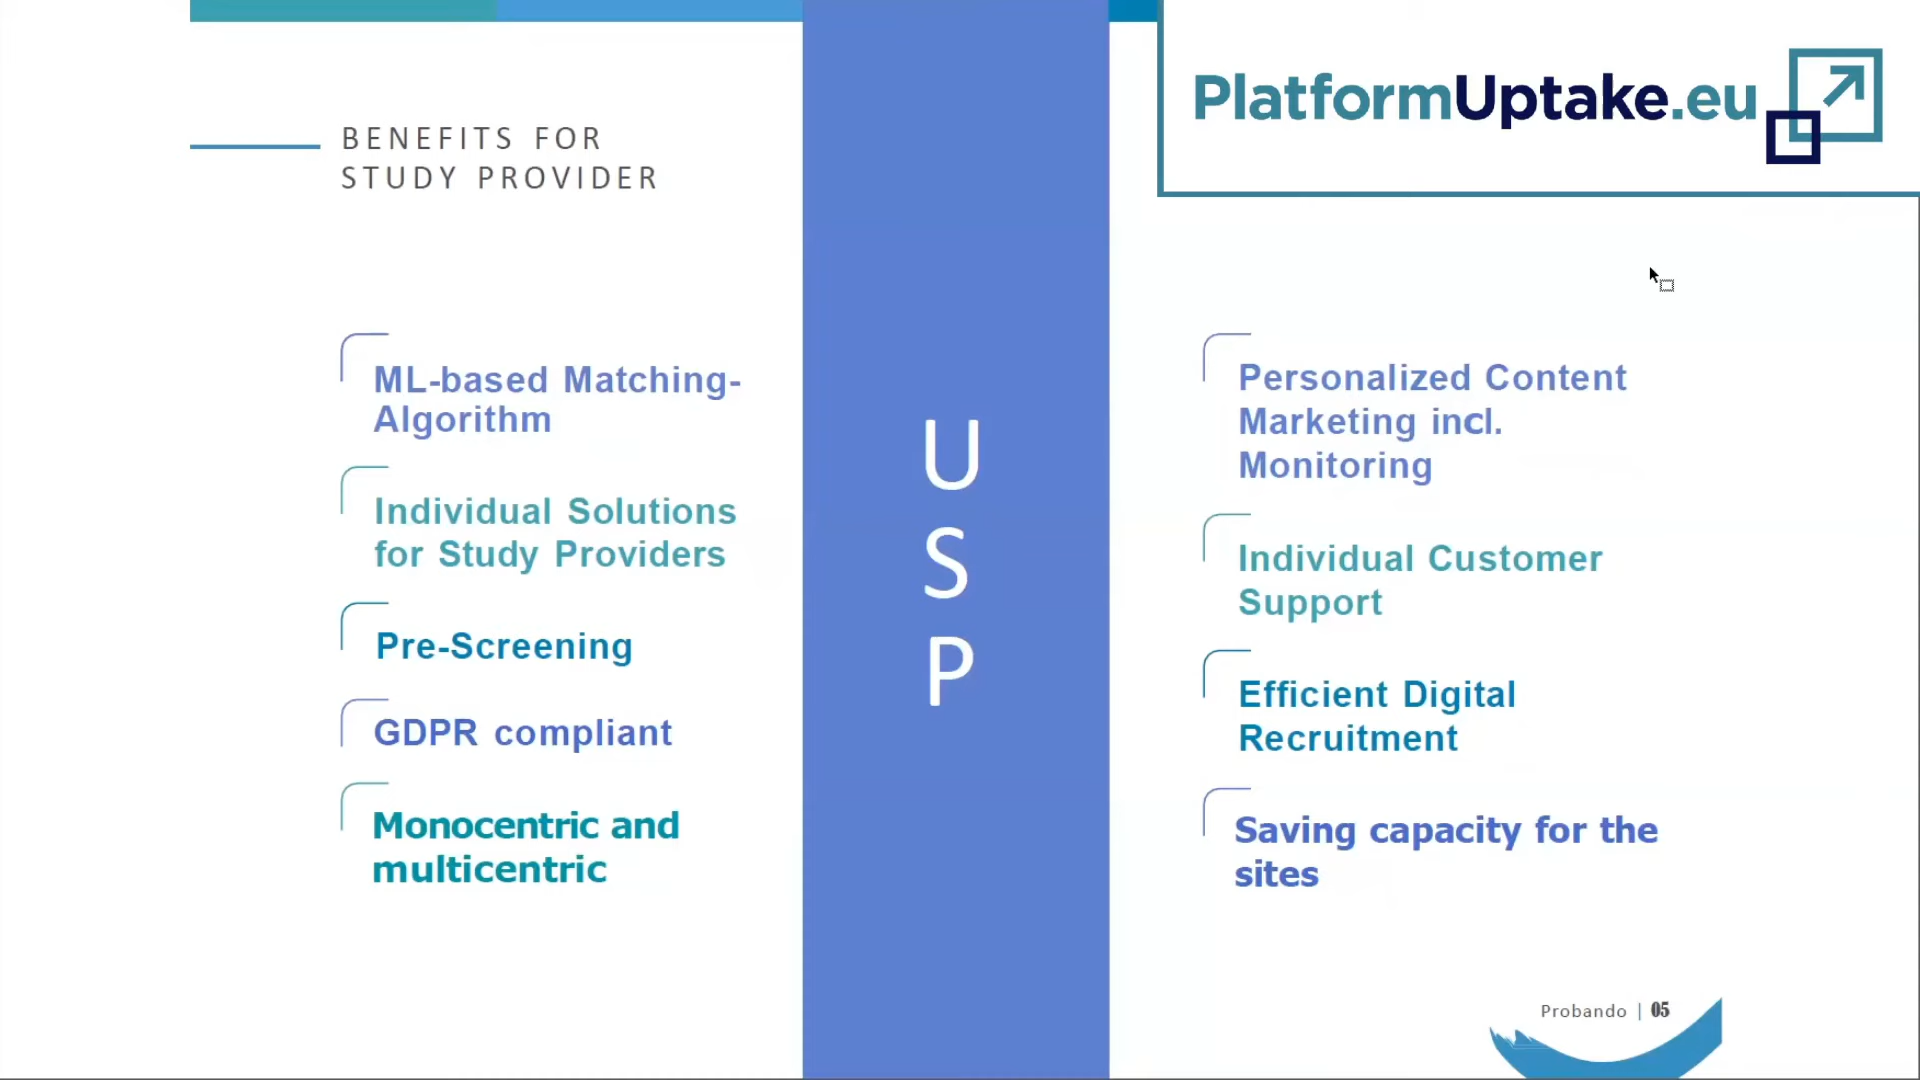 PlatformUptake.eu
BENEFITS FOR
STUDY PROVIDER
ML-based Matching-
Algorithm
Individual Solutions
for Study Providers
Pre-Screening
GDPR compliant
Monocentric and
multicentric
U
S
P
Personalized Content
Marketing incl.
Monitoring
Individual Customer
Support
Efficient Digital
Recruitment
Saving capacity for the
sites
Probando | 05